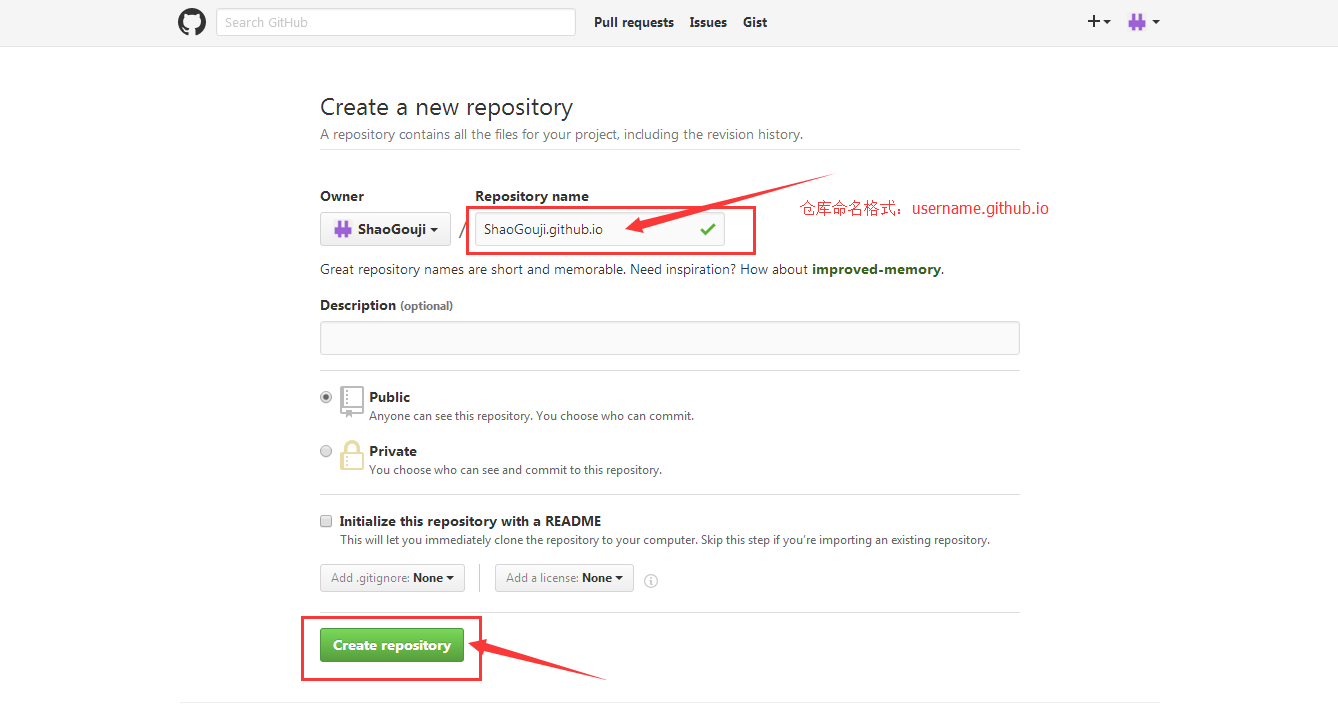 Search GitHub
Pull requests Issues Gist
Create a new repository
A repository contains all the files for your project, including the revision history.
Owner Repository name
仓库命名格式：username.github.io
ShaoGouji / ShaoGouji.github.io
Great repository names are short and memorable. Need inspiration? How about improved-memory.
Description (optional)
Public
Anyone can see this repository. You choose who can commit.
Private
You choose who can see and commit to this repository.
Initialize this repository with a README
This will let you immediately clone the repository to your computer. Skip this step if you're importing an existing repository.
Add .gitignore: None Add a license: None
Create repository